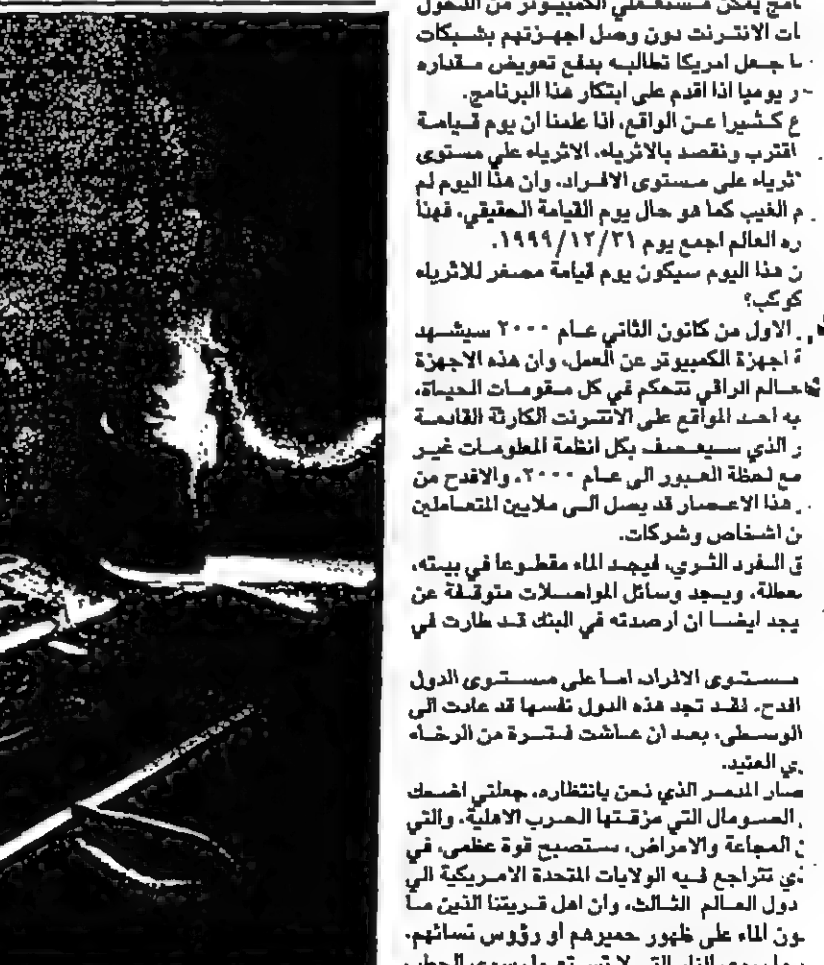 نامج يمكن مستعملي الكمبيوتر من الدخول
ات الانترنت دون وصل اجهزتهم بشبكات
ما جعل امريكا تطالبه بدفع تعويض مقداره
ر يوميا اذا اقدم على ابتكار هذا البرنامج.
ع كثيرا عن الواقع، انا علمنا ان يوم قيامة
اقترب ونقصد بالاثرياء، الاثرياء على مستوى
ثرياء على مستوى الافراد، وان هذا اليوم لم
م الغيب كما هو حال يوم القيامة الحقيقي، فهنا
ره العالم اجمع يوم ١٩٩٩/١٢/٣١.
ن هذا اليوم سيكون يوم قيامة مصغر للاثرياء
كوكب؟
الاول من كانون الثاني عام ٢٠٠٠ سيشهد
ة اجهزة الكمبيوتر عن العمل، وان هذه الاجهزة
عالم الراقي تتحكم في كل مقومات الحياة،
به احد المواقع على الانترنت الكارثة القادمة
ر الذي سيعصف بكل انظمة المعلومات غير
مع لحظة العبور الى عام ٢٠٠٠، والافدح من
هذا الاعصار قد يصل الى ملايين المتعاملين
ن اشخاص وشركات.
ق الفرد الثري، فيجد الماء مقطوعا في بيته،
معطلة، ويجد وسائل المواصلات متوقفة عن
يجد ايضا ان ارصدته في البنك قد طارت في
مستوى الافراد، اما على مستوى الدول
افدح، فقد تجد هذه الدول نفسها قد عادت الى
الوسطى، بعد ان عاشت فترة من الرخاء
ري العتيد.
صار المدمر الذي نحن بانتظاره، جعلتي اضحك
الصومال التي مزقتها الحرب الاهلية، والتي
ن المجاعة والامراض، ستصبح قوة عظمى، في
ذي تتراجع فيه الولايات المتحدة الامريكية الى
دول العالم الثالث، وان اهل قريتنا الذين ما
ون الماء على ظهور حميرهم او رؤوس نسائهم،